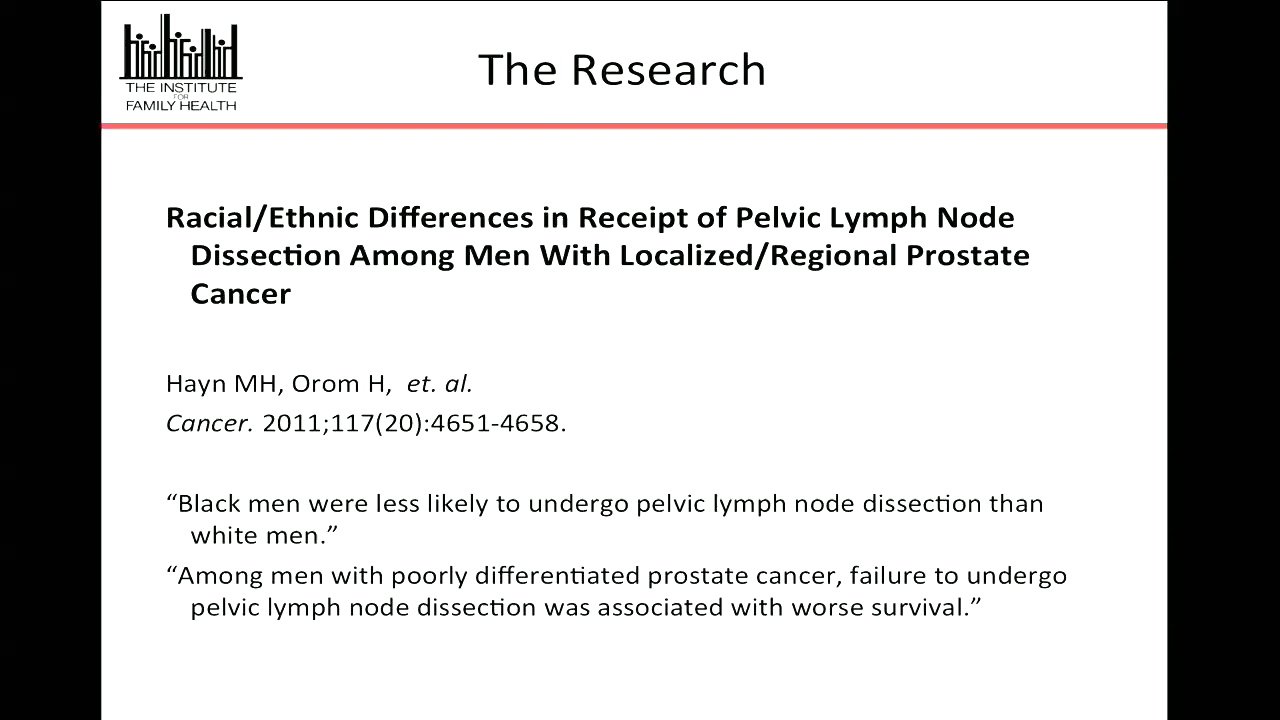 THE INSTITUTE
FOR
FAMILY HEALTH
The Research
Racial/Ethnic Differences in Receipt of Pelvic Lymph Node
Dissection Among Men With Localized/Regional Prostate
Cancer
Hayn MH, Orom H, et. al.
Cancer. 2011;117(20):4651-4658.
“Black men were less likely to undergo pelvic lymph node dissection than
white men.”
“Among men with poorly differentiated prostate cancer, failure to undergo
pelvic lymph node dissection was associated with worse survival.”